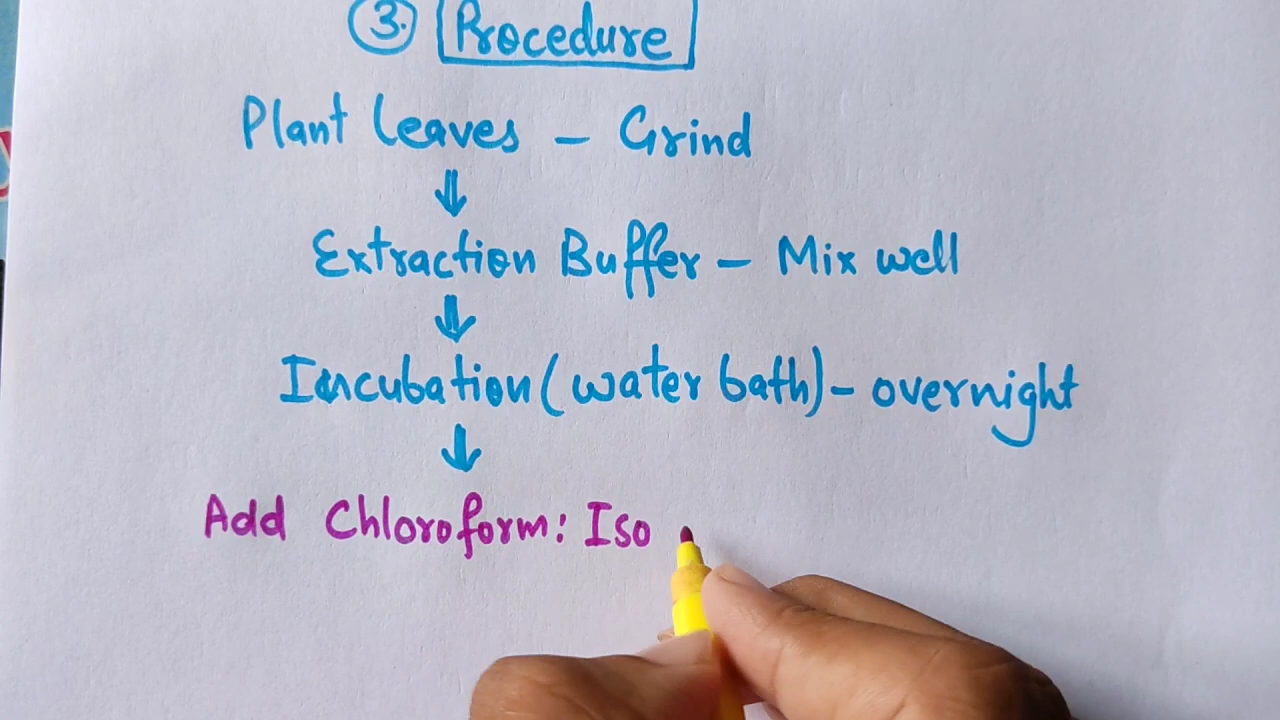 3. Procedure
Plant leaves – Grind
Extraction Buffer – Mix well
Incubation (water bath) – overnight
Add Chloroform: Iso